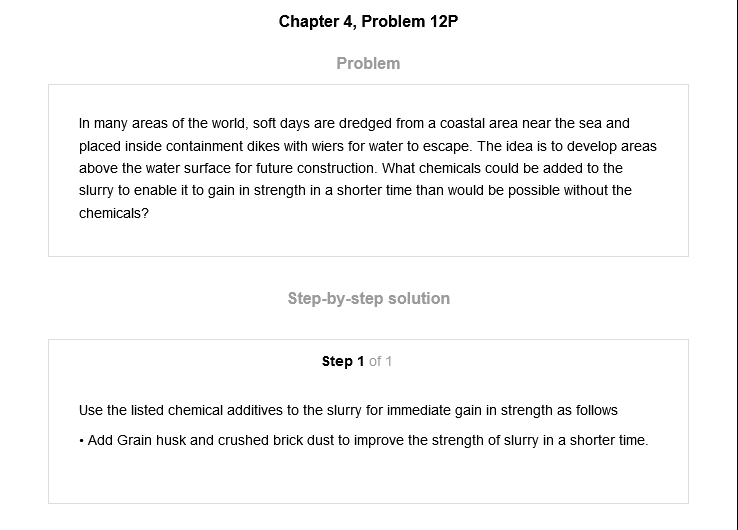 Chapter 4, Problem 12P
Problem
In many areas of the world, soft days are dredged from a coastal area near the sea and
placed inside containment dikes with wiers for water to escape. The idea is to develop areas
above the water surface for future construction. What chemicals could be added to the
slurry to enable it to gain in strength in a shorter time than would be possible without the
chemicals?
Step-by-step solution
Step 1 of 1
Use the listed chemical additives to the slurry for immediate gain in strength as follows
• Add Grain husk and crushed brick dust to improve the strength of slurry in a shorter time.